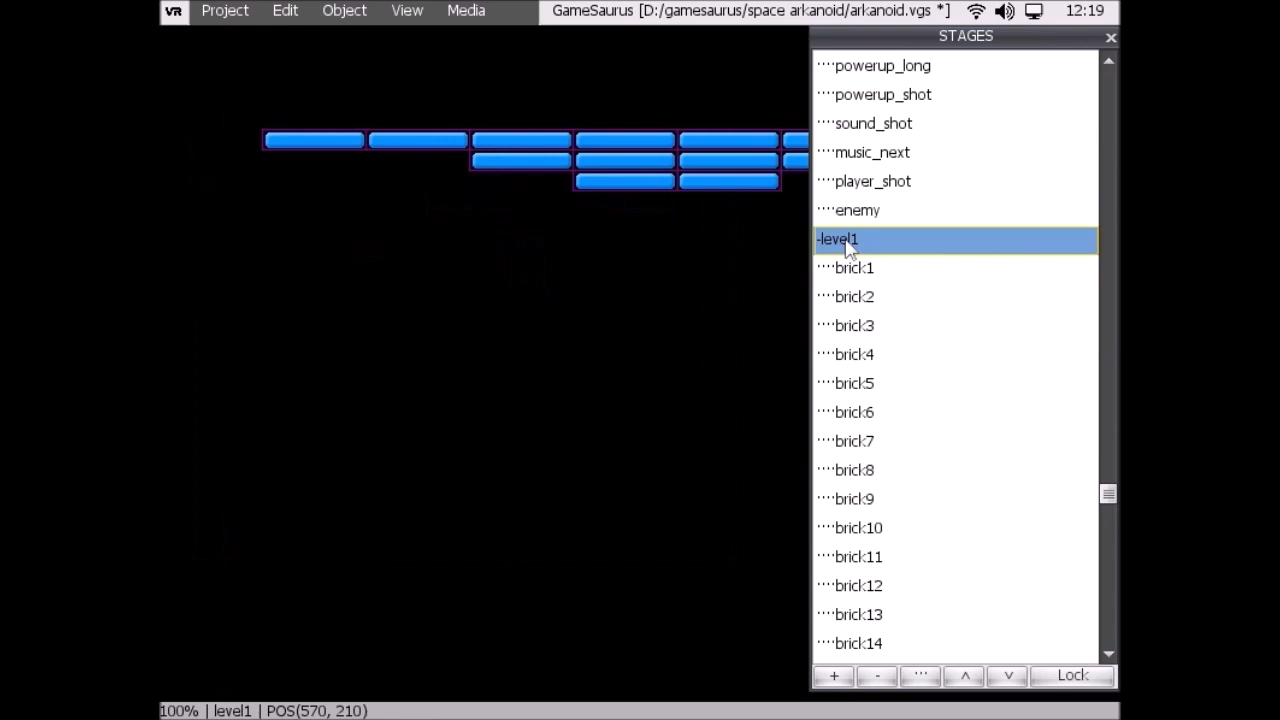 VR Project Edit Object View Media GameSaurus [D:/gamesaurus/space arkanoid/arkanoid.vgs *] 12:19
STAGES x
····powerup_long
····powerup_shot
····sound_shot
····music_next
····player_shot
····enemy
-level1
····brick1
····brick2
····brick3
····brick4
····brick5
····brick6
····brick7
····brick8
····brick9
····brick10
····brick11
····brick12
····brick13
····brick14
+ - ··· ʌ v Lock
100% | level1 | POS(570, 210)